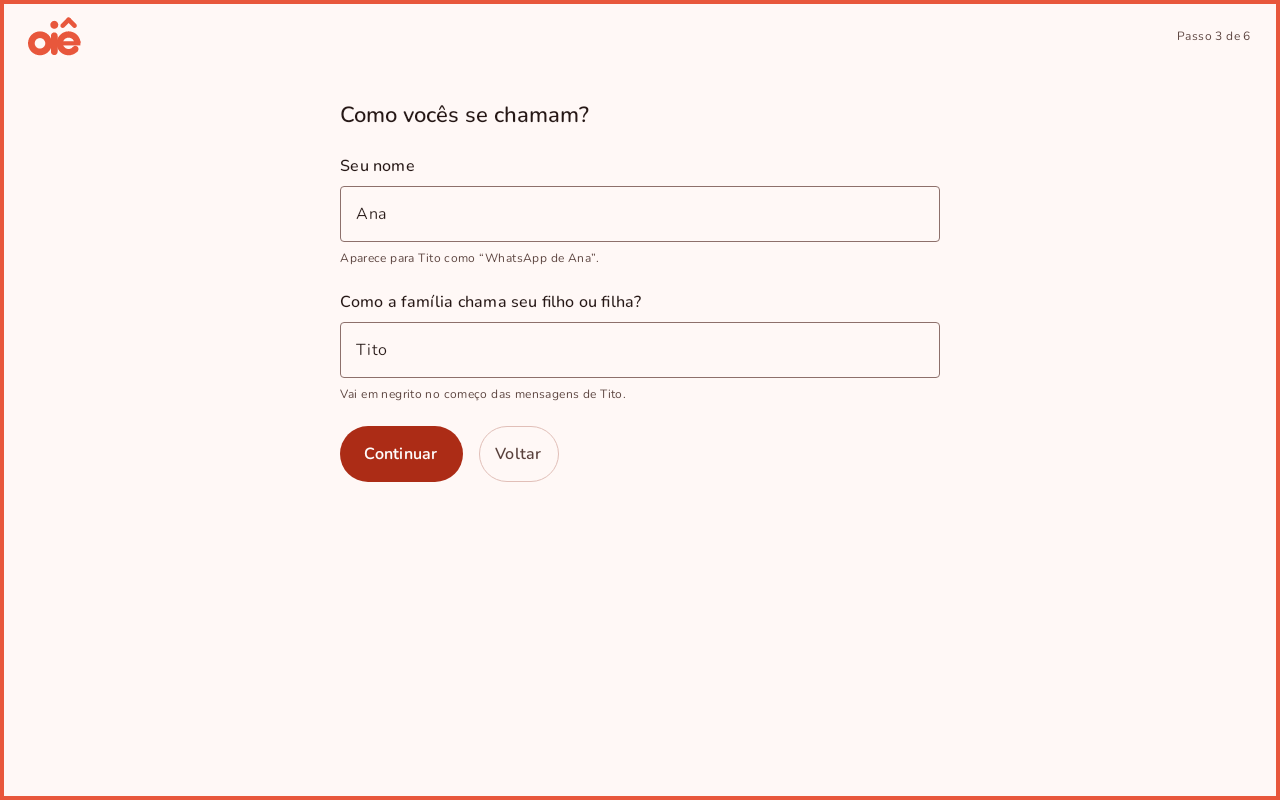 oiê
Passo 3 de 6
Como vocês se chamam?
Seu nome
Ana
Aparece para Tito como “WhatsApp de Ana”.
Como a família chama seu filho ou filha?
Tito
Vai em negrito no começo das mensagens de Tito.
Continuar
Voltar